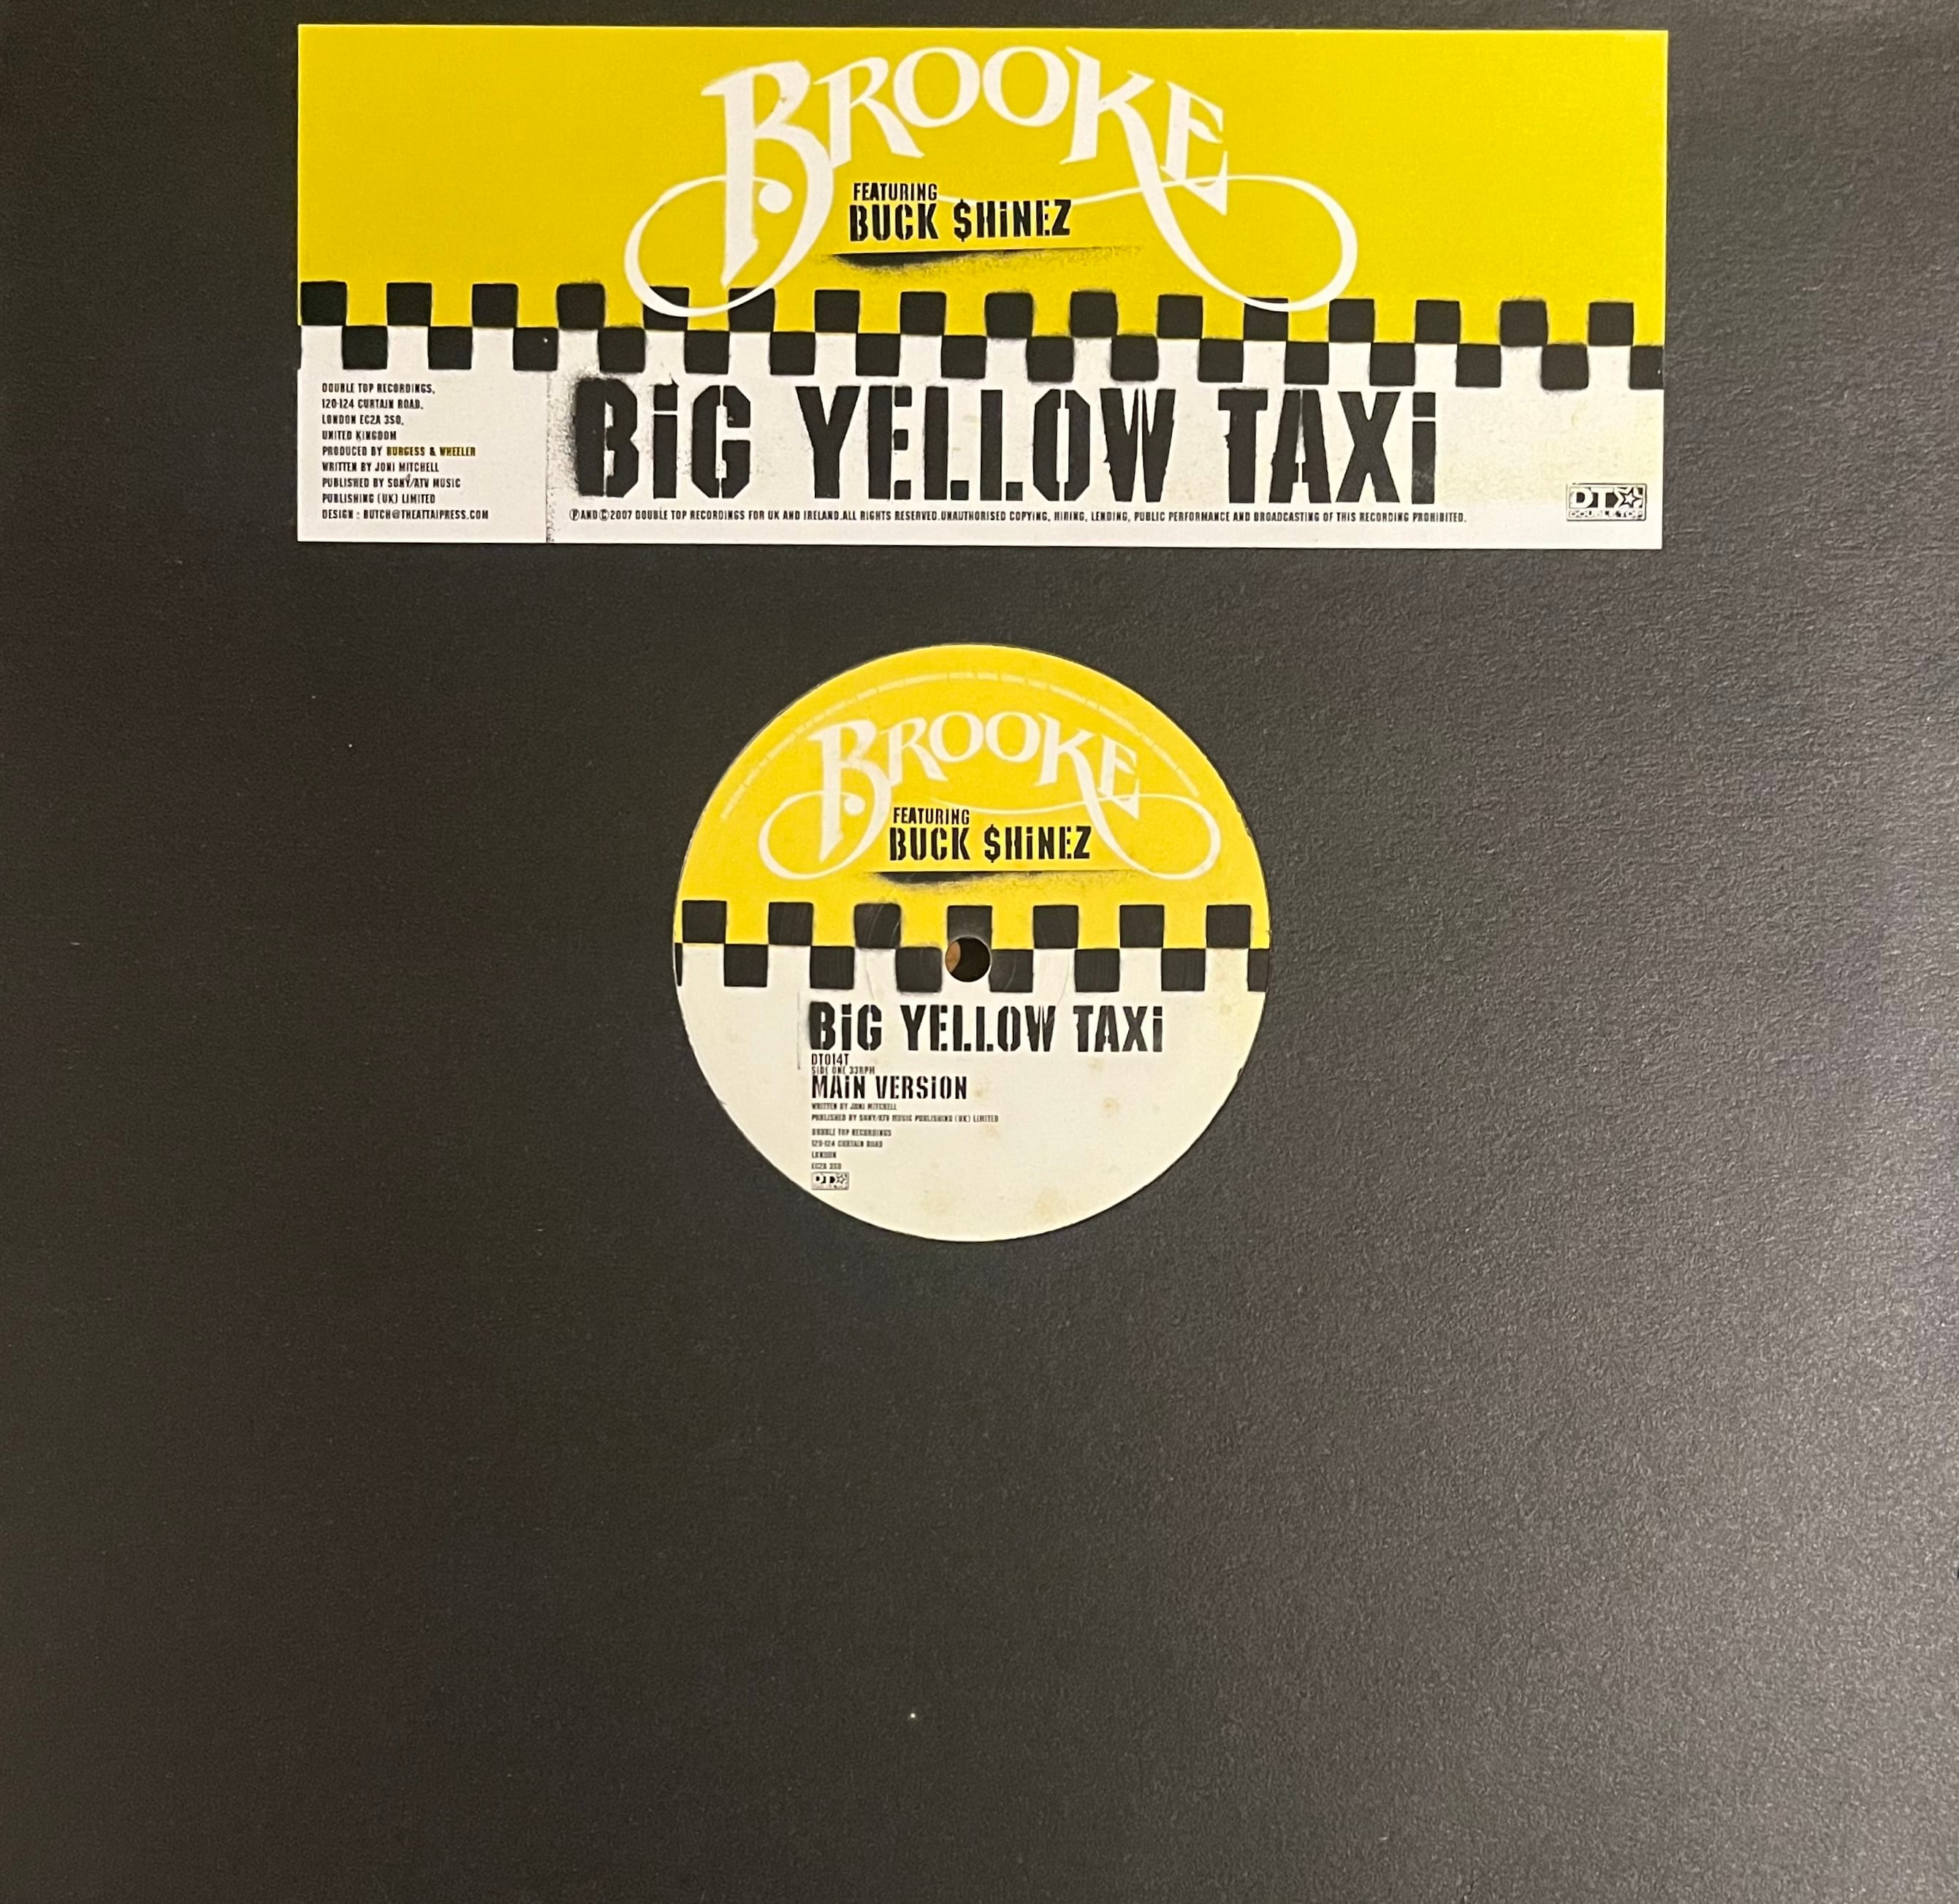 BROOKE
FEATURING
BUCK $HiNEZ
DOUBLE TOP RECORDINGS,
120-124 CURTAIN ROAD,
LONDON EC2A 3SQ,
UNITED KINGDOM
PRODUCED BY BURGESS & WHEELER
WRITTEN BY JONI MITCHELL
PUBLISHED BY SONY/ATV MUSIC
PUBLISHING (UK) LIMITED
DESIGN : BUTCH@THEATTAIPRESS.COM
BiG YELLOW TAXi
ⓅAND©2007 DOUBLE TOP RECORDINGS FOR UK AND IRELAND.ALL RIGHTS RESERVED.UNAUTHORISED COPYING, HIRING, LENDING, PUBLIC PERFORMANCE AND BROADCASTING OF THIS RECORDING PROHIBITED.
DT
DOUBLE TOP
BROOKE
FEATURING
BUCK $HiNEZ
BiG YELLOW TAXi
DT014T
SIDE ONE 33RPM
MAiN VERSiON
WRITTEN BY JONI MITCHELL
PUBLISHED BY SONY/ATV MUSIC PUBLISHING (UK) LIMITED
DOUBLE TOP RECORDINGS
120-124 CURTAIN ROAD
LONDON
EC2A 3SQ
DT